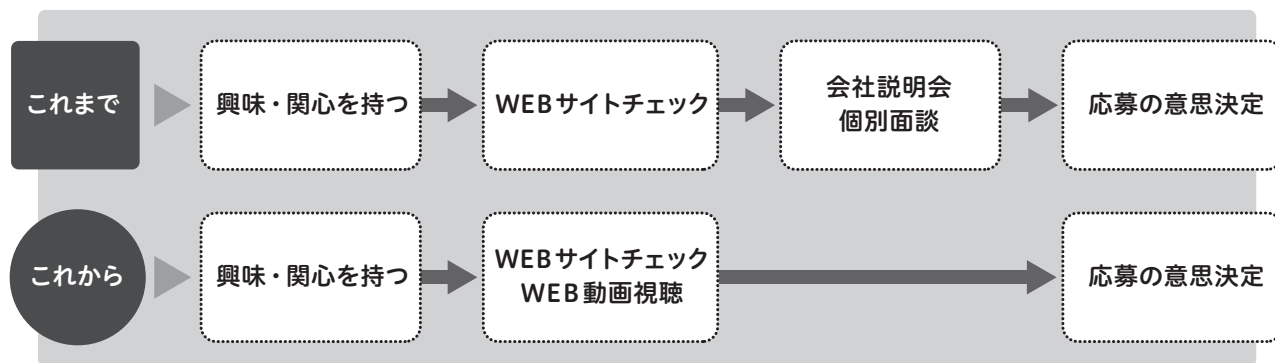 これまで
興味・関心を持つ
WEBサイトチェック
会社説明会
個別面談
応募の意思決定
これから
興味・関心を持つ
WEBサイトチェック
WEB動画視聴
応募の意思決定